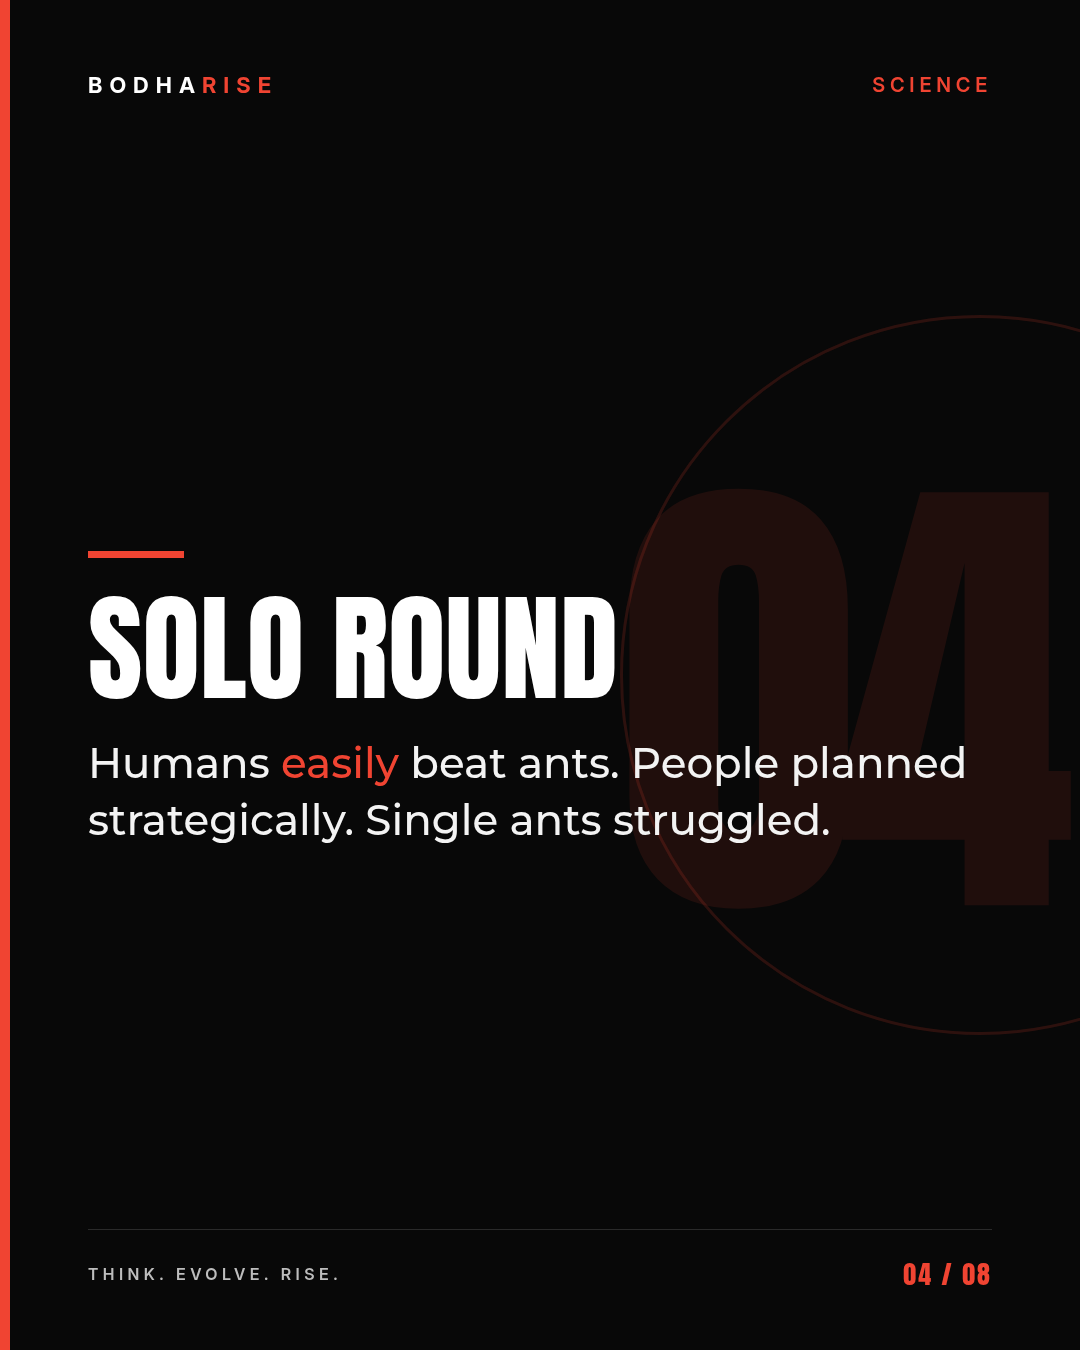 BODHARISE
SCIENCE
04
SOLO ROUND
Humans easily beat ants. People planned
strategically. Single ants struggled.
THINK. EVOLVE. RISE.
04 / 08